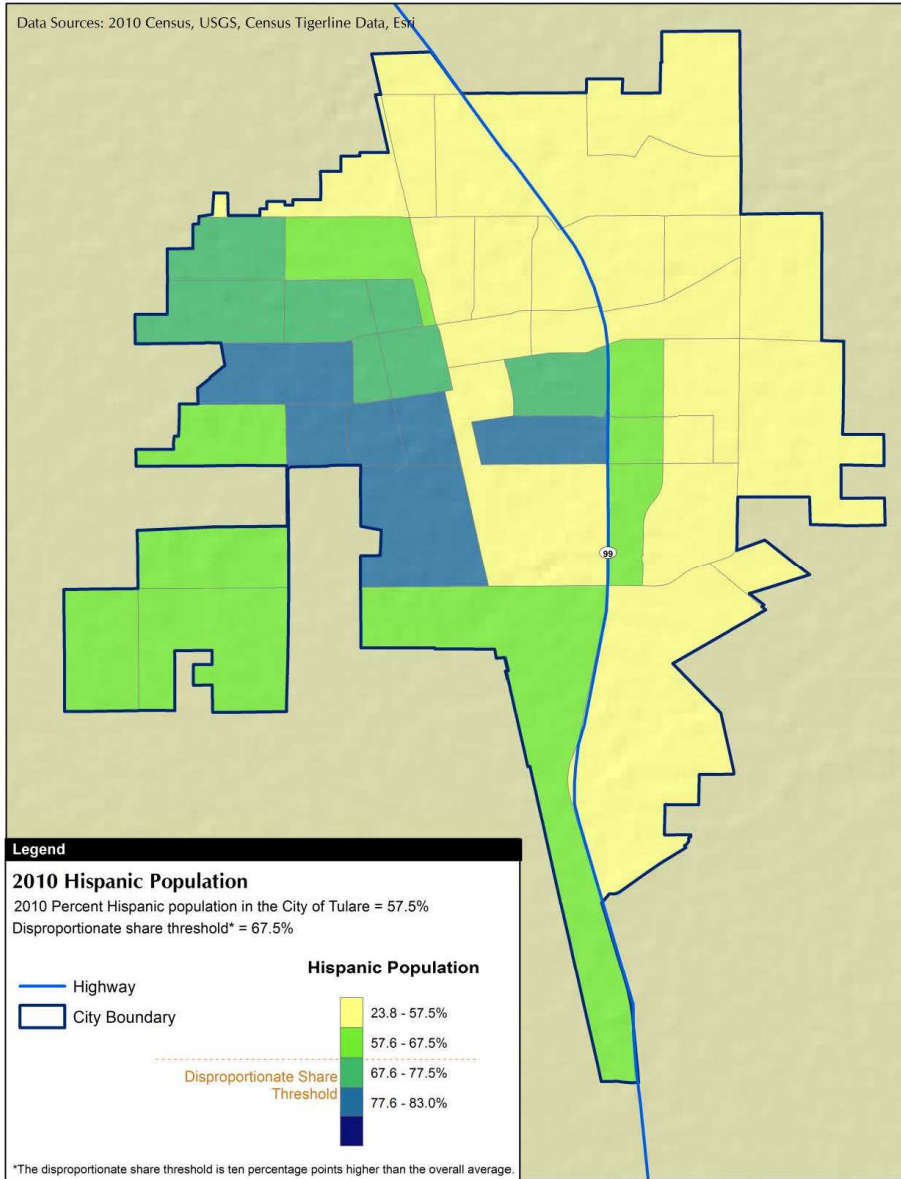 Data Sources: 2010 Census, USGS, Census Tigerline Data, Esri
99
Legend
2010 Hispanic Population
2010 Percent Hispanic population in the City of Tulare = 57.5%
Disproportionate share threshold* = 67.5%
Highway
City Boundary
Hispanic Population
23.8 - 57.5%
57.6 - 67.5%
Disproportionate Share
Threshold
67.6 - 77.5%
77.6 - 83.0%
*The disproportionate share threshold is ten percentage points higher than the overall average.